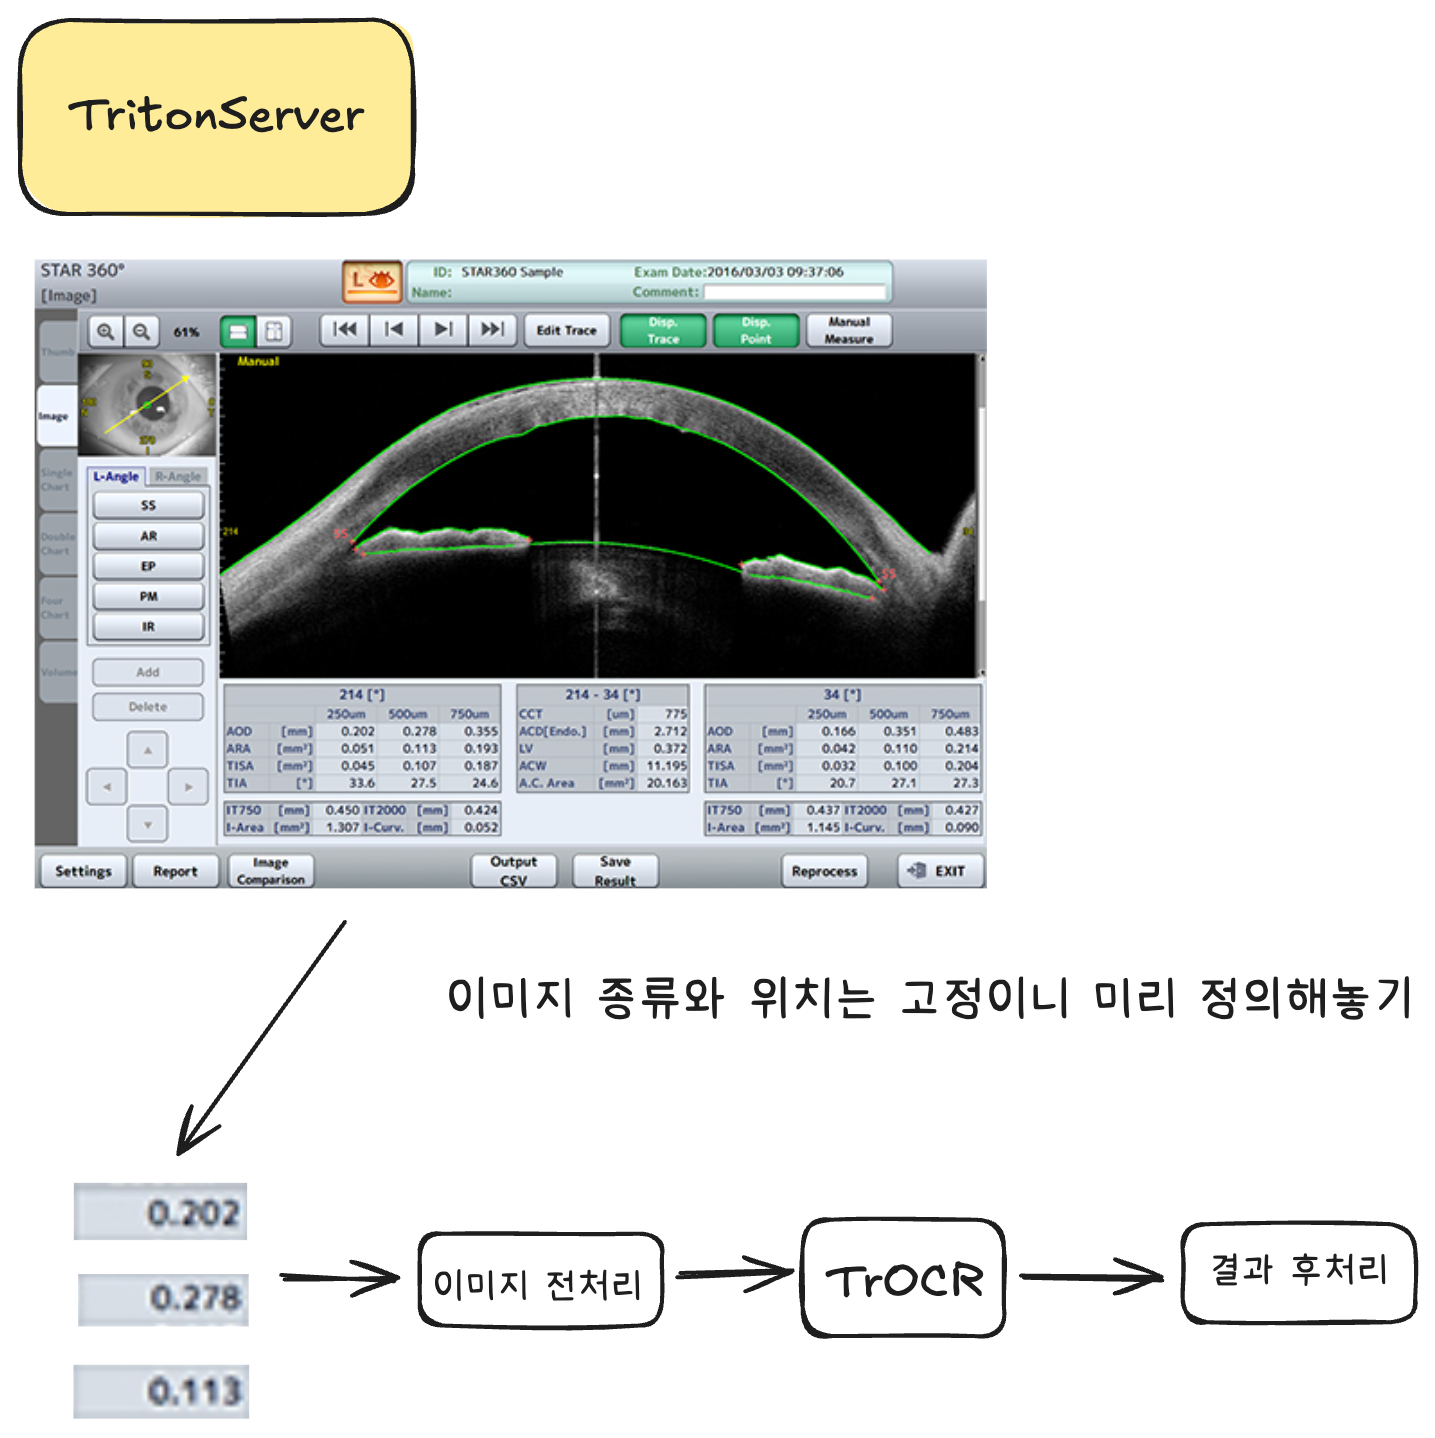 TritonServer
STAR 360°
[Image]
L
ID: STAR360 Sample
Exam Date:2016/03/03 09:37:06
Name:
Comment:
61%
Edit Trace
Disp. Trace
Disp. Point
Manual Measure
Thumb
Image
Single Chart
Double Chart
Four Chart
Volume
Manual
214
SS
SS
L-Angle R-Angle
SS
AR
EP
PM
IR
Add
Delete
214 [°]
250um 500um 750um
AOD [mm] 0.202 0.278 0.355
ARA [mm²] 0.051 0.113 0.193
TISA [mm²] 0.045 0.107 0.187
TIA [°] 33.6 27.5 24.6
IT750 [mm] 0.450 IT2000 [mm] 0.424
I-Area [mm²] 1.307 I-Curv. [mm] 0.052
214 - 34 [°]
CCT [um] 775
ACD[Endo.] [mm] 2.712
LV [mm] 0.372
ACW [mm] 11.195
A.C. Area [mm²] 20.163
34 [°]
250um 500um 750um
AOD [mm] 0.166 0.351 0.483
ARA [mm²] 0.042 0.110 0.214
TISA [mm²] 0.032 0.100 0.204
TIA [°] 20.7 27.1 27.3
IT750 [mm] 0.437 IT2000 [mm] 0.427
I-Area [mm²] 1.145 I-Curv. [mm] 0.090
Settings
Report
Image Comparison
Output CSV
Save Result
Reprocess
EXIT
이미지 종류와 위치는 고정이니 미리 정의해놓기
0.202
0.278
0.113
이미지 전처리
TrOCR
결과 후처리